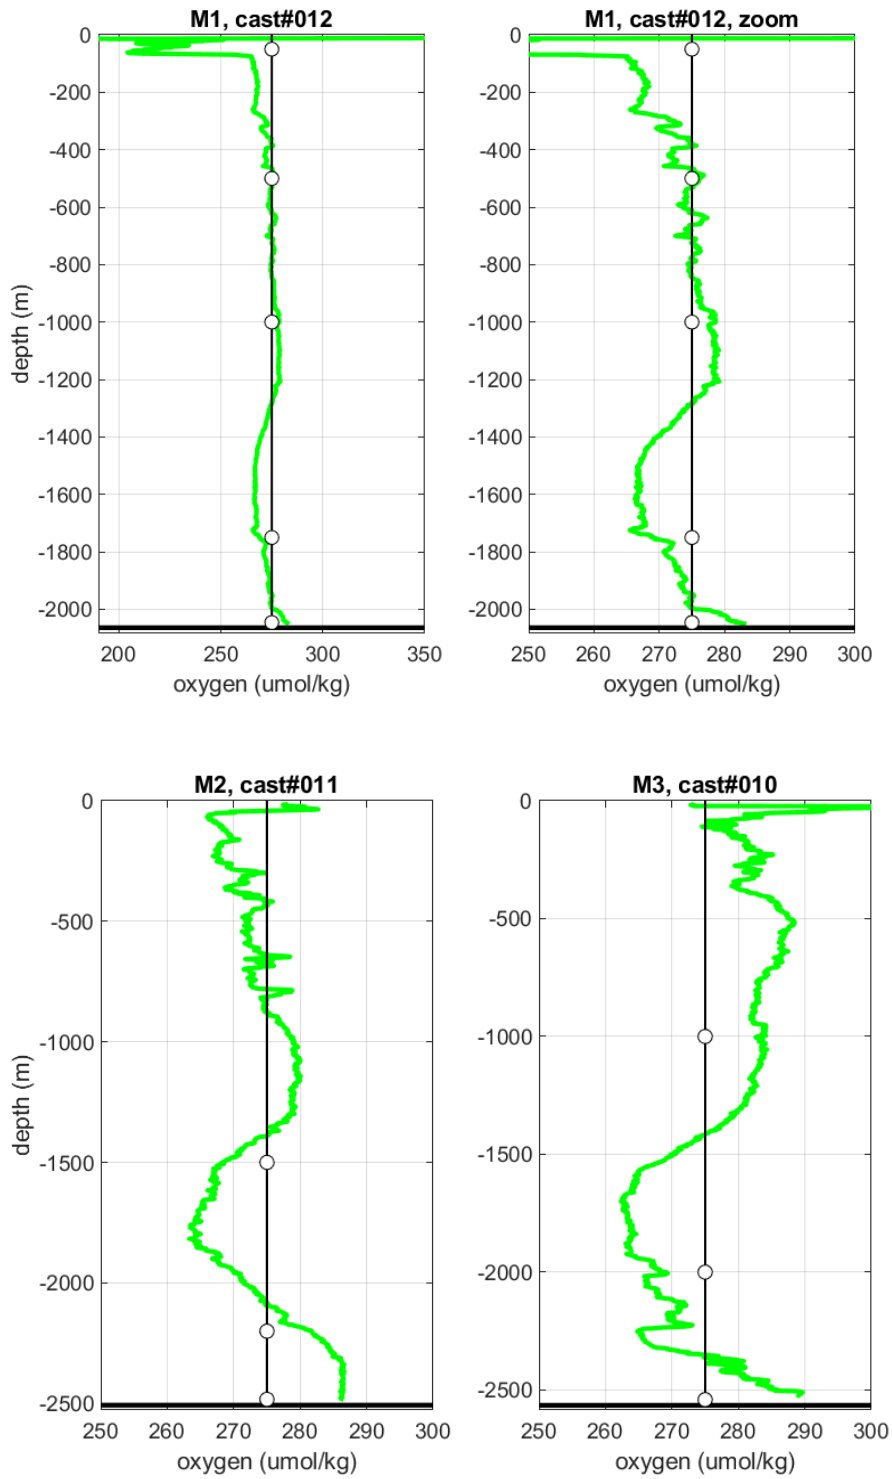 M1, cast#012
M1, cast#012, zoom
0
-200
-400
-600
-800
-1000
-1200
-1400
-1600
-1800
-2000
depth (m)
200 250 300 350
oxygen (umol/kg)
0
-200
-400
-600
-800
-1000
-1200
-1400
-1600
-1800
-2000
250 260 270 280 290 300
oxygen (umol/kg)
M2, cast#011
M3, cast#010
0
-500
-1000
-1500
-2000
-2500
depth (m)
250 260 270 280 290 300
oxygen (umol/kg)
0
-500
-1000
-1500
-2000
-2500
250 260 270 280 290 300
oxygen (umol/kg)